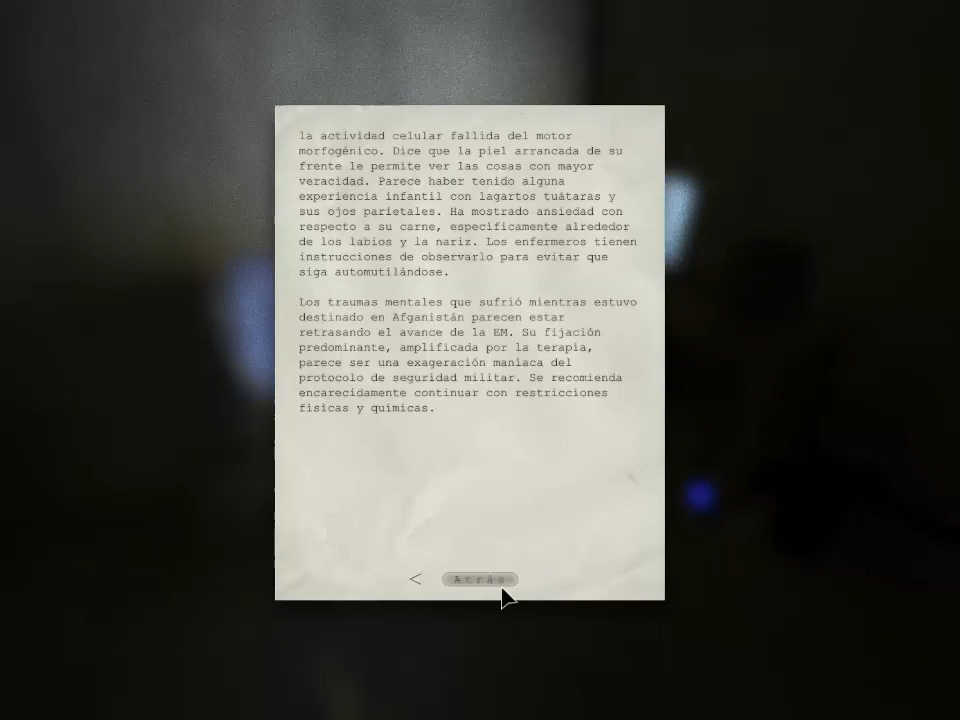 la actividad celular fallida del motor
morfogénico. Dice que la piel arrancada de su
frente le permite ver las cosas con mayor
veracidad. Parece haber tenido alguna
experiencia infantil con lagartos tuátaras y
sus ojos parietales. Ha mostrado ansiedad con
respecto a su carne, específicamente alrededor
de los labios y la nariz. Los enfermeros tienen
instrucciones de observarlo para evitar que
siga automutilándose.
Los traumas mentales que sufrió mientras estuvo
destinado en Afganistán parecen estar
retrasando el avance de la EM. Su fijación
predominante, amplificada por la terapia,
parece ser una exageración maníaca del
protocolo de seguridad militar. Se recomienda
encarecidamente continuar con restricciones
físicas y químicas.
< Atrás